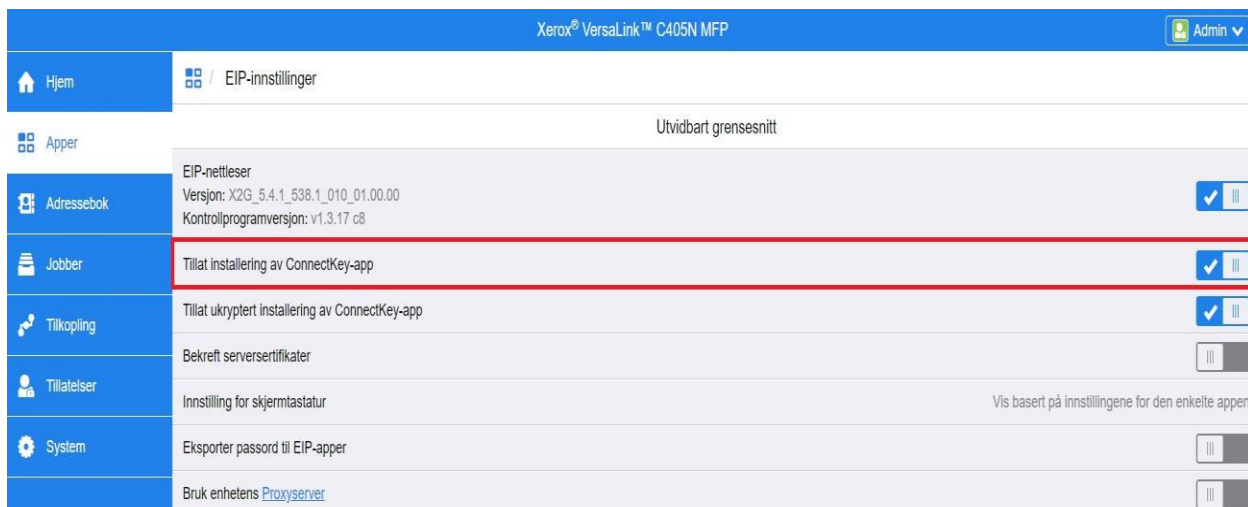 Xerox® VersaLink™ C405N MFP
Admin
Hjem
Apper
Adressebok
Jobber
Tilkopling
Tillatelser
System
/ EIP-innstillinger
Utvidbart grensesnitt
EIP-nettleser
Versjon: X2G_5.4.1_538.1_010_01.00.00
Kontrollprogramversjon: v1.3.17 c8
Tillat installering av ConnectKey-app
Tillat ukryptert installering av ConnectKey-app
Bekreft serversertifikater
Innstilling for skjermtastatur
Vis basert på innstillingene for den enkelte appen
Eksporter passord til EIP-apper
Bruk enhetens Proxyserver